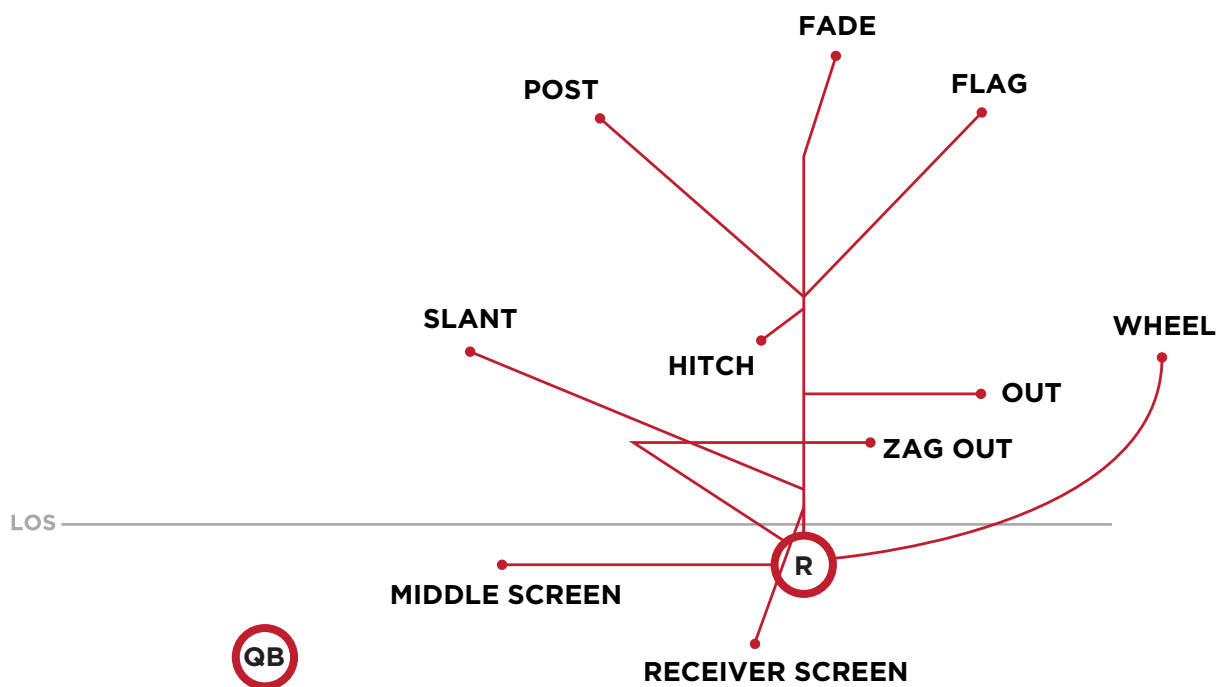 FADE
POST
FLAG
SLANT
WHEEL
HITCH
OUT
ZAG OUT
LOS
R
MIDDLE SCREEN
QB
RECEIVER SCREEN